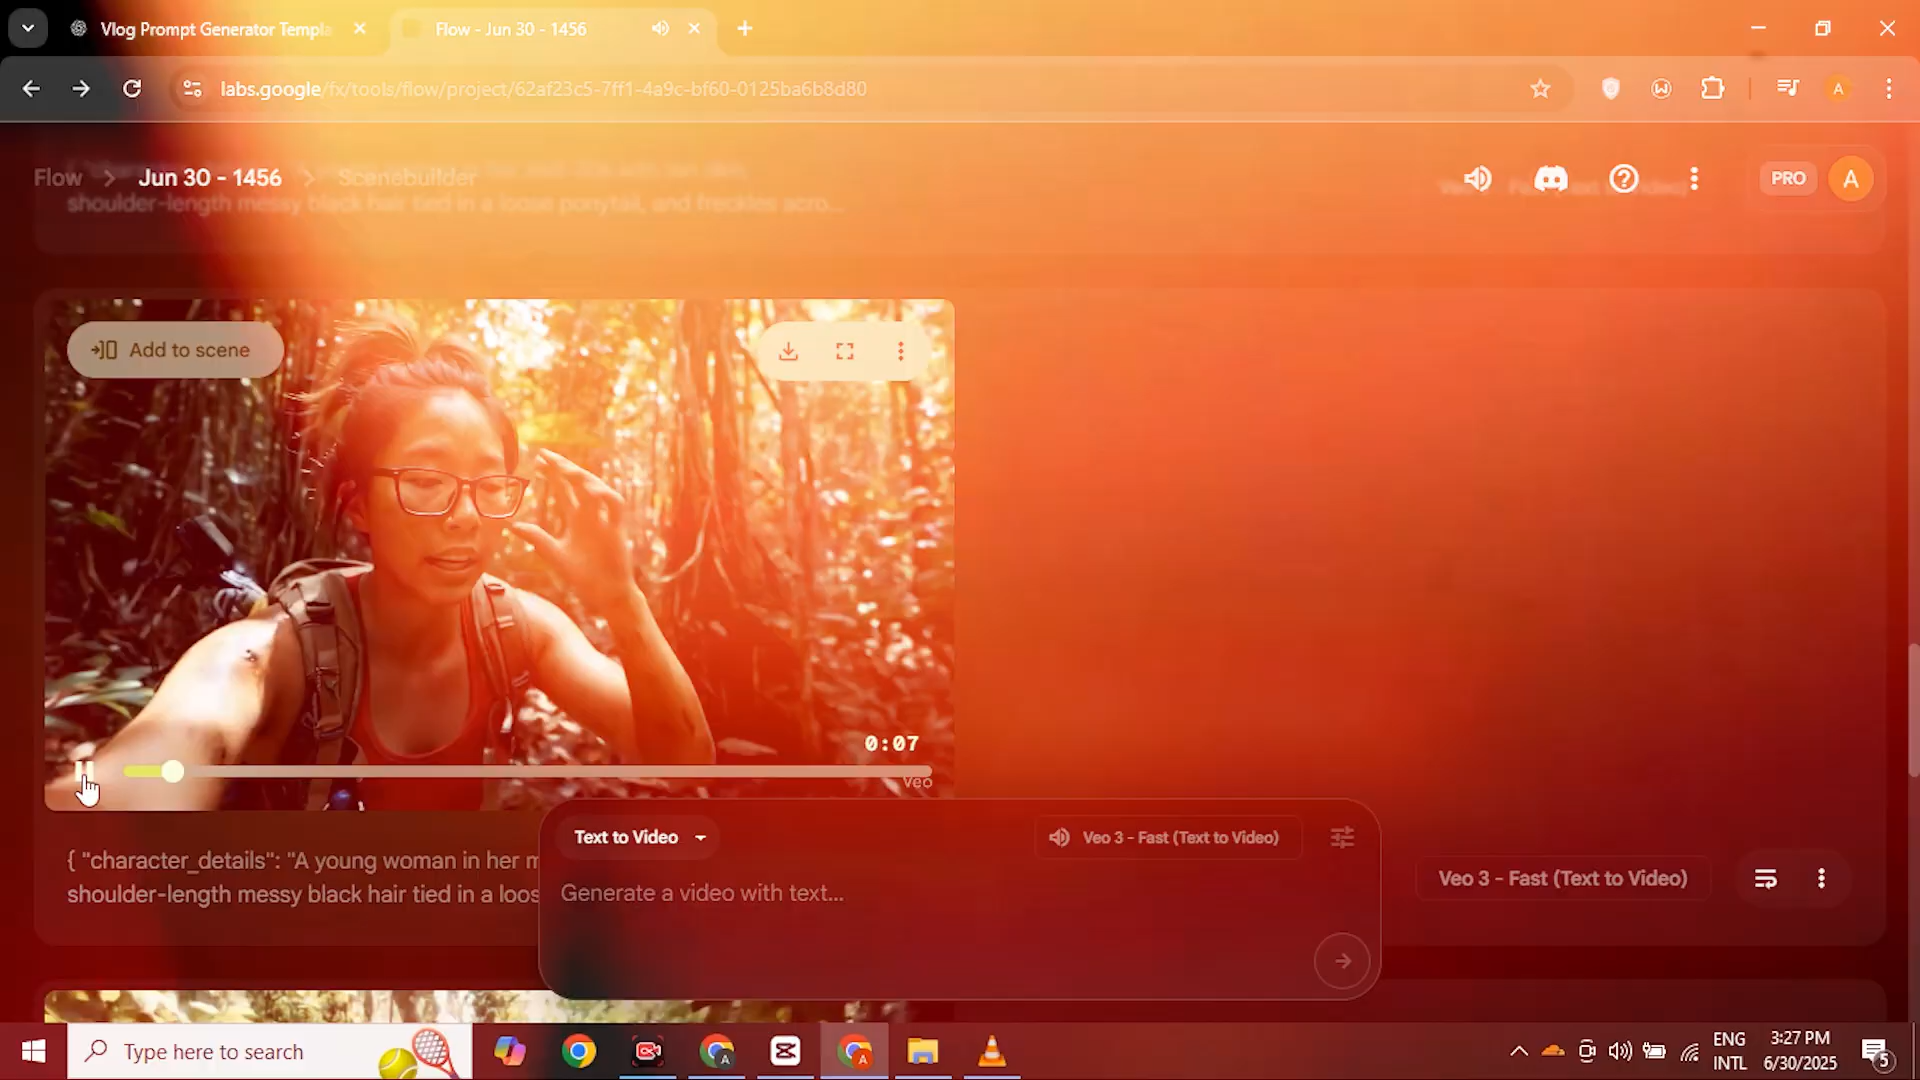 Vlog Prompt Generator Templa
Flow - Jun 30 - 1456
labs.google/fx/tools/flow/project/62af23c5-7ff1-4a9c-bf60-0125ba6b8d80
A
Flow
Jun 30 - 1456
Scenebuilder
PRO
A
shoulder-length messy black hair tied in a loose ponytail, and freckles acro...
Add to scene
0:07
Veo
Text to Video
Veo 3 - Fast (Text to Video)
Generate a video with text...
{ "character_details": "A young woman in her m
shoulder-length messy black hair tied in a loos
Veo 3 - Fast (Text to Video)
Type here to search
A
A
ENG
INTL
3:27 PM
6/30/2025
5